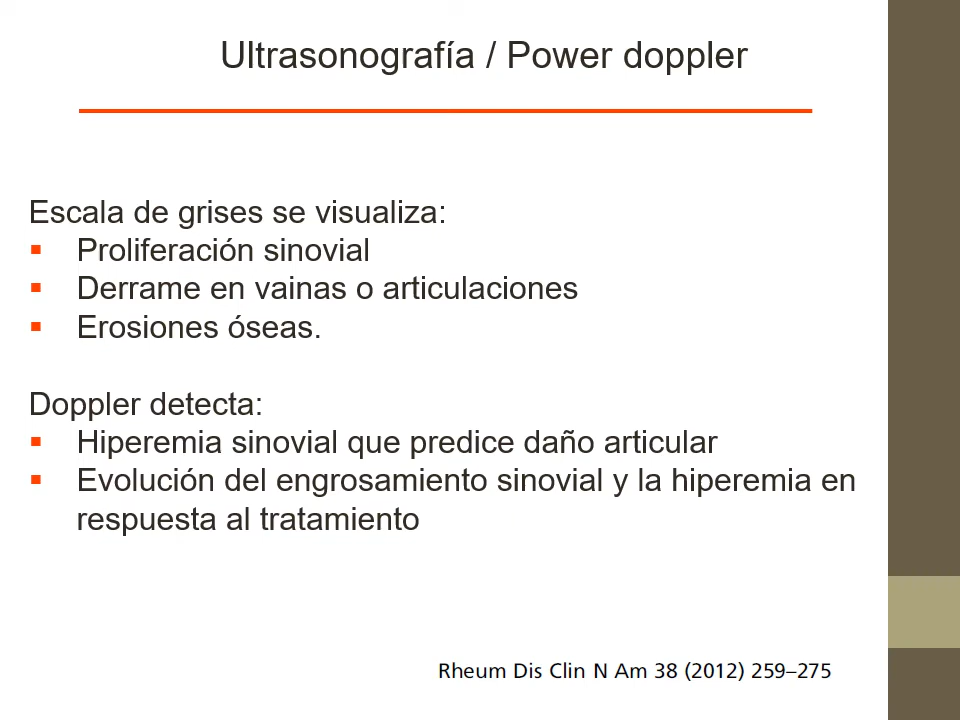 Ultrasonografía / Power doppler
Escala de grises se visualiza:
▪ Proliferación sinovial
▪ Derrame en vainas o articulaciones
▪ Erosiones óseas.
Doppler detecta:
▪ Hiperemia sinovial que predice daño articular
▪ Evolución del engrosamiento sinovial y la hiperemia en
respuesta al tratamiento
Rheum Dis Clin N Am 38 (2012) 259–275